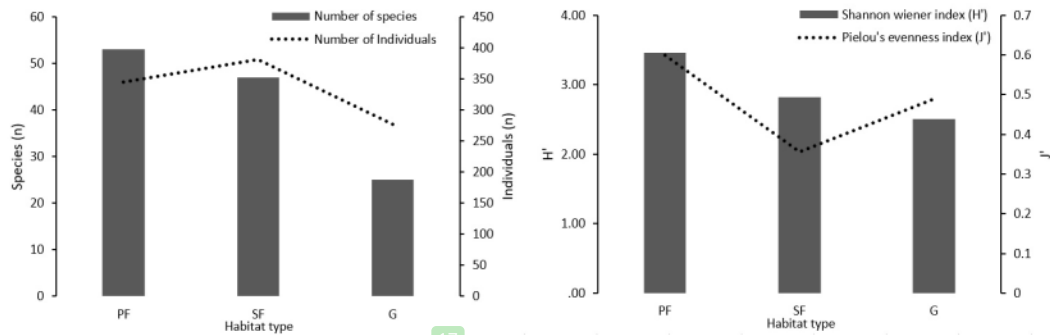 Number of species
Number of Individuals
60
50
40
30
20
10
0
Species (n)
450
400
350
300
250
200
150
100
50
0
Individuals (n)
PF SF G
Habitat type
Shannon wiener index (H')
Pielou's evenness index (J')
4.00
3.00
2.00
1.00
.00
H'
0.7
0.6
0.5
0.4
0.3
0.2
0.1
0
J'
PF SF G
Habitat type